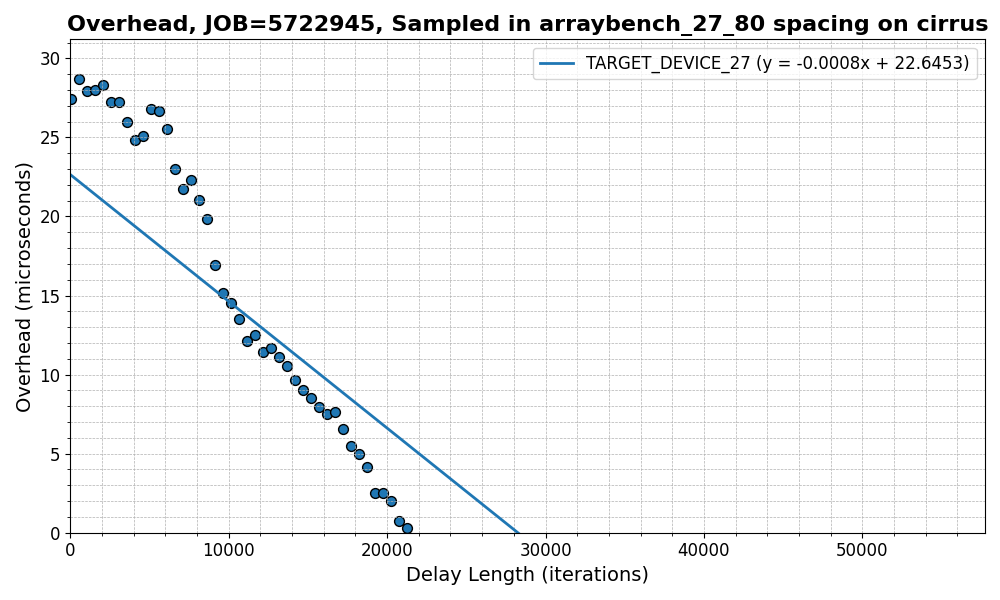 Overhead, JOB=5722945, Sampled in arraybench_27_80 spacing on cirrus
TARGET_DEVICE_27 (y = -0.0008x + 22.6453)
Overhead (microseconds)
30
25
20
15
10
5
0
0 10000 20000 30000 40000 50000
Delay Length (iterations)